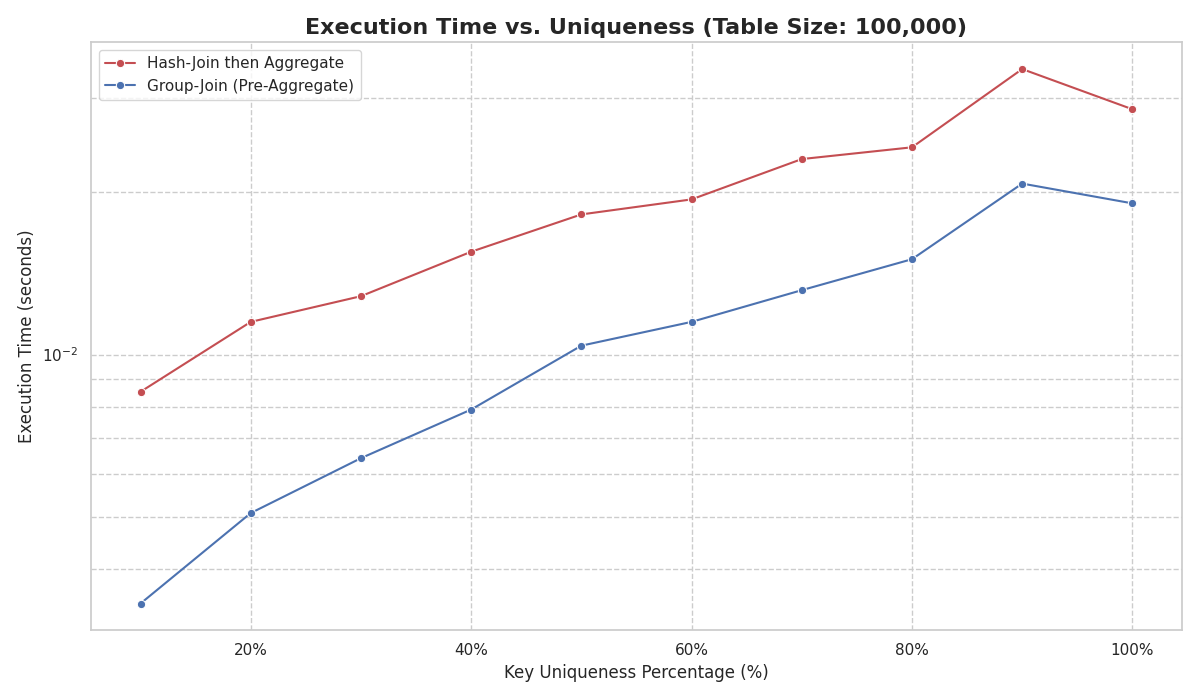 Execution Time vs. Uniqueness (Table Size: 100,000)
Hash-Join then Aggregate
Group-Join (Pre-Aggregate)
Execution Time (seconds)
10⁻²
20%
40%
60%
80%
100%
Key Uniqueness Percentage (%)